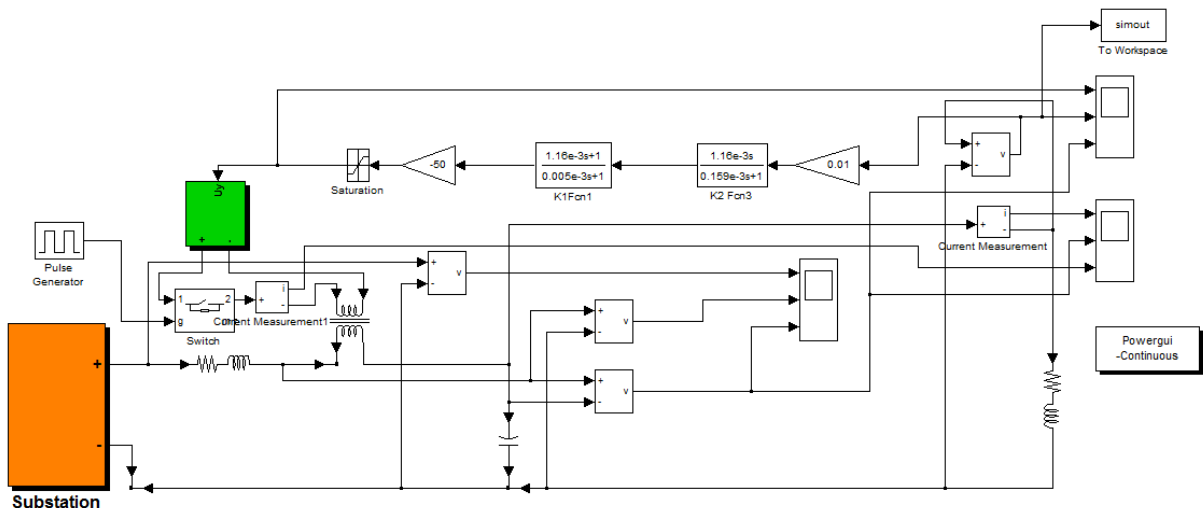 simout
To Workspace
+
v
-
-50
1.16e-3s+1
0.005e-3s+1
1.16e-3s
0.159e-3s+1
0.01
Saturation
K1Fcn1
K2 Fcn3
Uy
+
-
Pulse
Generator
1
2
g
m
Switch
+
i
-
Current Measurement1
+
-
v
+
i
-
Current Measurement
+
-
v
+
-
v
Powergui
-Continuous
+
-
Substation